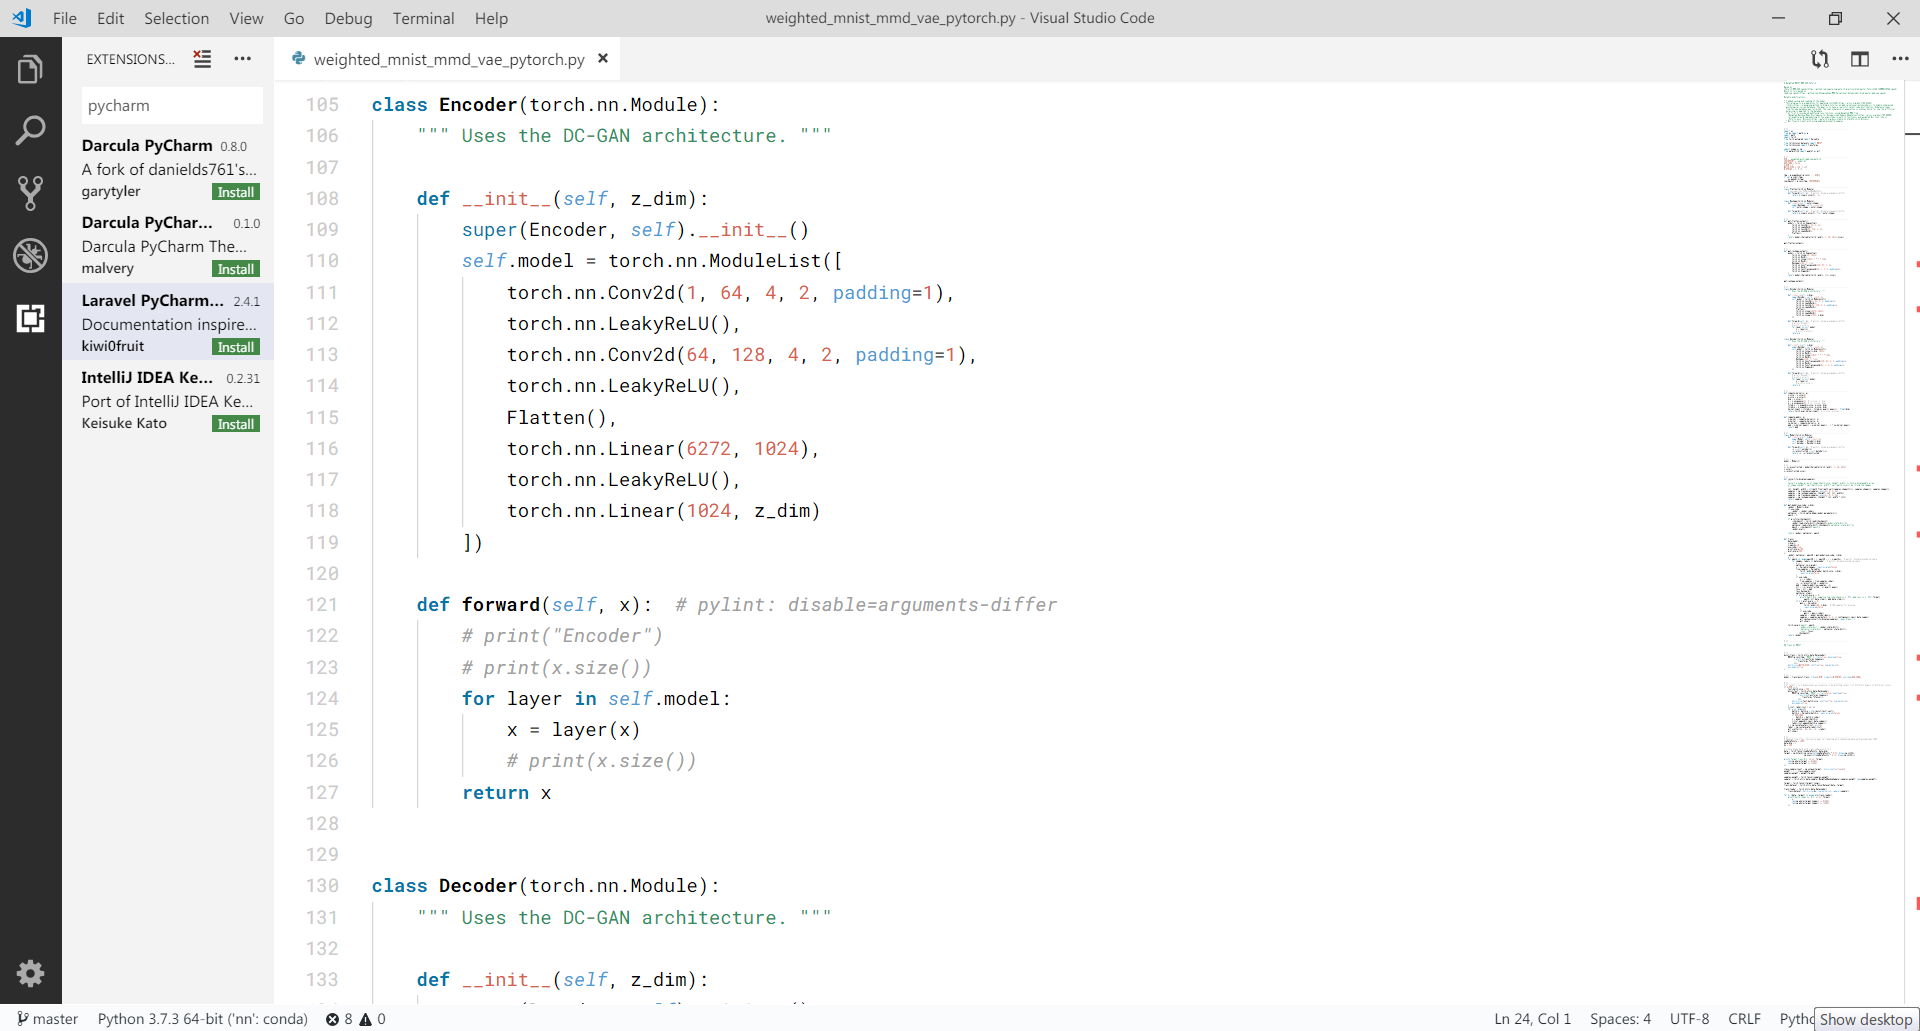 File Edit Selection View Go Debug Terminal Help
weighted_mnist_mmd_vae_pytorch.py - Visual Studio Code
EXTENSIONS...
pycharm
Darcula PyCharm 0.8.0
A fork of danields761's...
garytyler Install
Darcula PyChar... 0.1.0
Darcula PyCharm The...
malvery Install
Laravel PyCharm... 2.4.1
Documentation inspire...
kiwi0fruit Install
IntelliJ IDEA Ke... 0.2.31
Port of IntelliJ IDEA Ke...
Keisuke Kato Install
weighted_mnist_mmd_vae_pytorch.py
105 class Encoder(torch.nn.Module):
106 """ Uses the DC-GAN architecture. """
107
108 def __init__(self, z_dim):
109 super(Encoder, self).__init__()
110 self.model = torch.nn.ModuleList([
111 torch.nn.Conv2d(1, 64, 4, 2, padding=1),
112 torch.nn.LeakyReLU(),
113 torch.nn.Conv2d(64, 128, 4, 2, padding=1),
114 torch.nn.LeakyReLU(),
115 Flatten(),
116 torch.nn.Linear(6272, 1024),
117 torch.nn.LeakyReLU(),
118 torch.nn.Linear(1024, z_dim)
119 ])
120
121 def forward(self, x): # pylint: disable=arguments-differ
122 # print("Encoder")
123 # print(x.size())
124 for layer in self.model:
125 x = layer(x)
126 # print(x.size())
127 return x
128
129
130 class Decoder(torch.nn.Module):
131 """ Uses the DC-GAN architecture. """
132
133 def __init__(self, z_dim):
master Python 3.7.3 64-bit ('nn': conda) 8 0
Ln 24, Col 1 Spaces: 4 UTF-8 CRLF Pytho
Show desktop